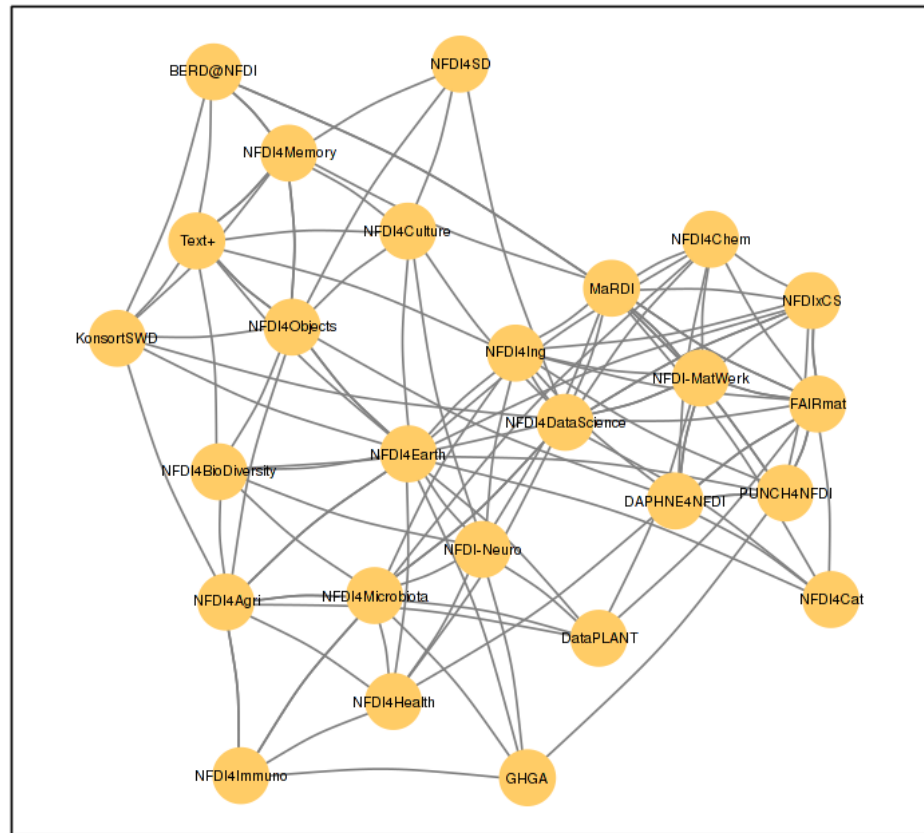 NFDI4SD
BERD@NFDI
NFDI4Memory
NFDI4Culture
Text+
NFDI4Chem
MaRDI
NFDIxCS
NFDI4Objects
KonsortSWD
NFDI4Ing
NFDI-MatWerk
FAIRmat
NFDI4DataScience
NFDI4Earth
NFDI4BioDiversity
PUNCH4NFDI
DAPHNE4NFDI
NFDI-Neuro
NFDI4Microbiota
NFDI4Agri
NFDI4Cat
DataPLANT
NFDI4Health
NFDI4Immuno
GHGA